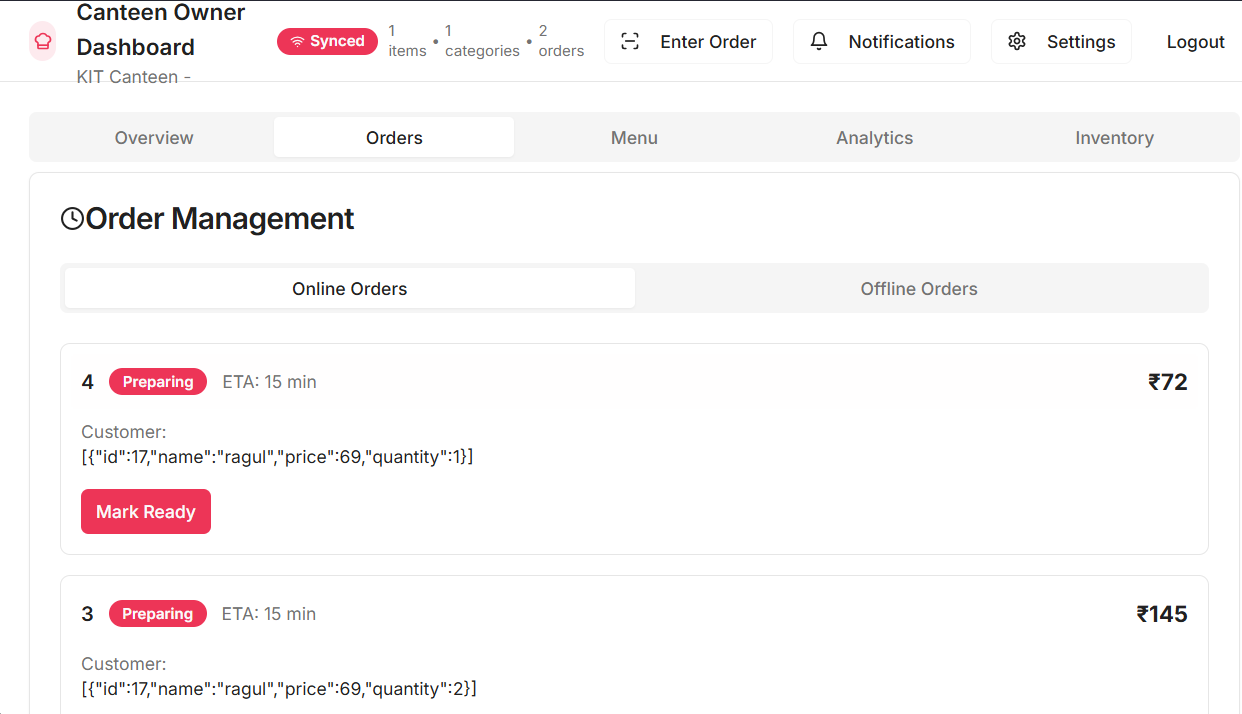 Canteen Owner
Dashboard
KIT Canteen -
Synced
1 items • 1 categories • 2 orders
Enter Order
Notifications
Settings
Logout
Overview
Orders
Menu
Analytics
Inventory
Order Management
Online Orders
Offline Orders
4 Preparing ETA: 15 min ₹72
Customer:
[{"id":17,"name":"ragul","price":69,"quantity":1}]
Mark Ready
3 Preparing ETA: 15 min ₹145
Customer:
[{"id":17,"name":"ragul","price":69,"quantity":2}]